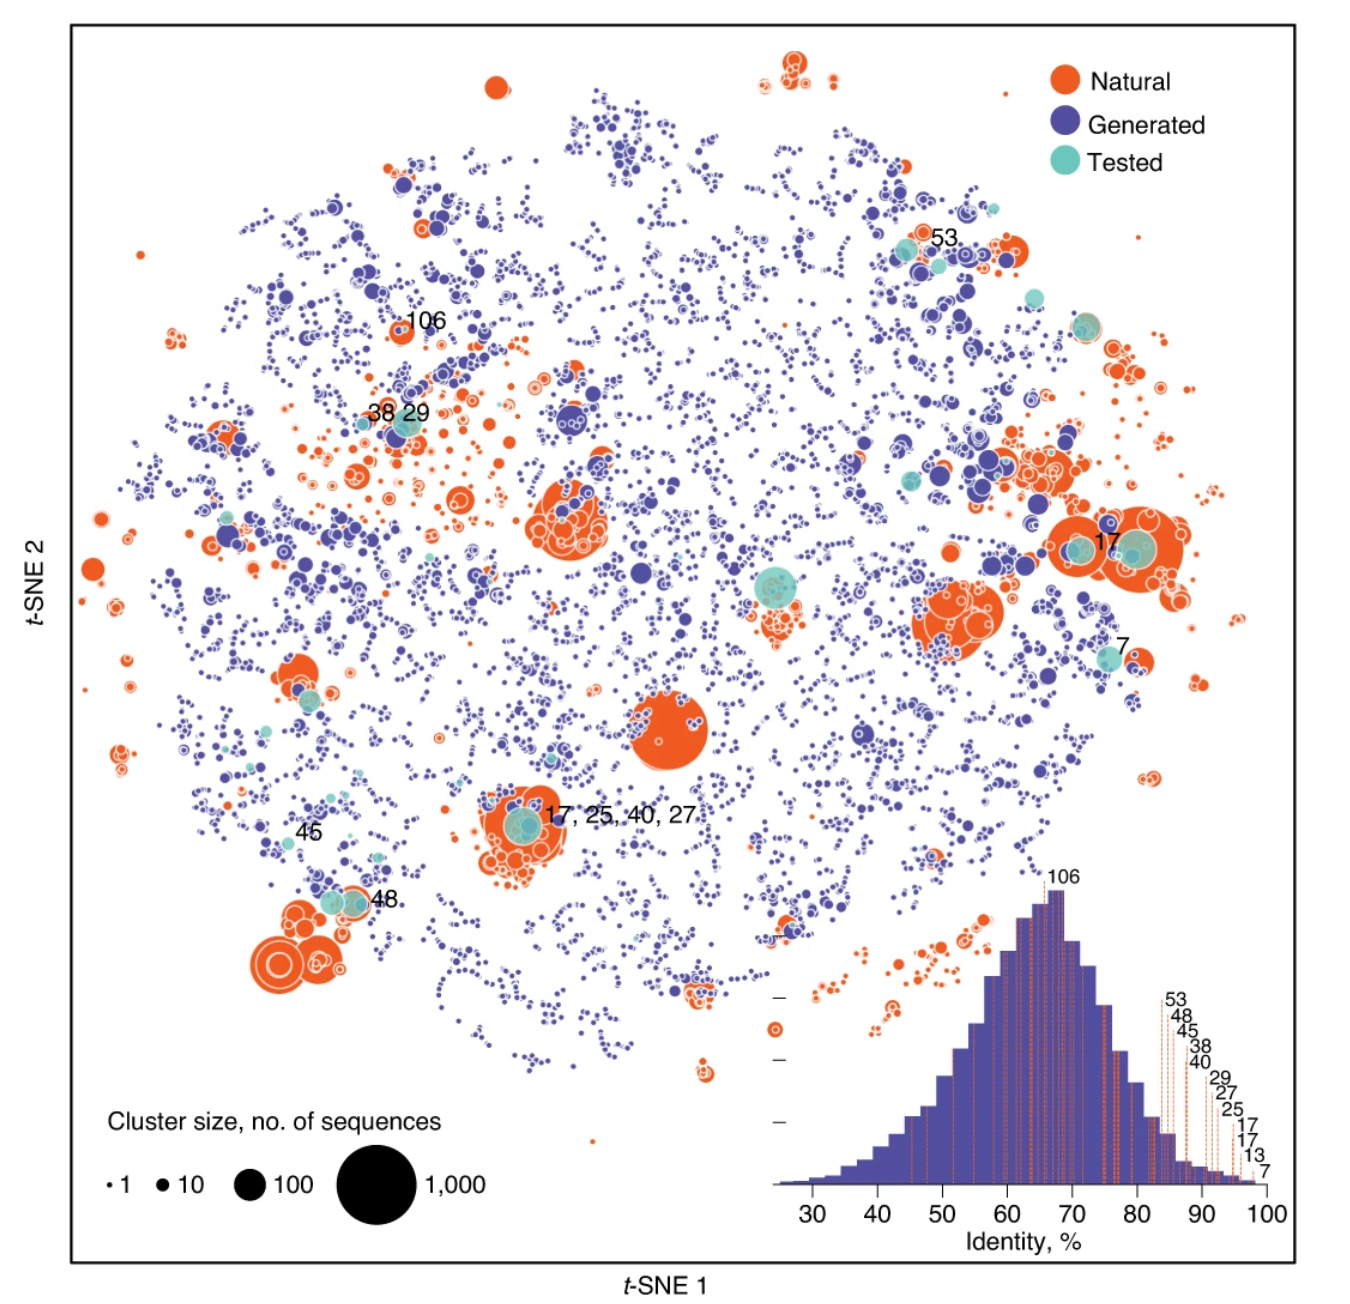 Natural
Generated
Tested
53
106
38 29
17
7
17, 25, 40, 27
45
48
t-SNE 2
106
53
48
45
38
40
29
27
25
17
17
13
7
Cluster size, no. of sequences
1 10 100 1,000
30 40 50 60 70 80 90 100
Identity, %
t-SNE 1